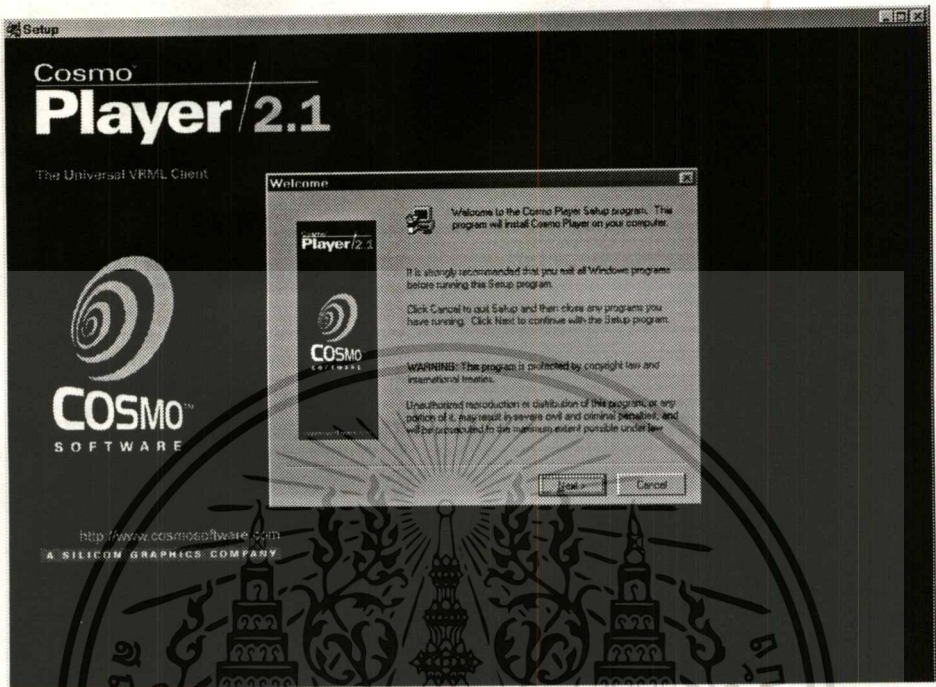 Setup
Cosmo
Player 2.1
The Universal VRML Client
COSMO™
SOFTWARE
http://www.cosmosoftware.com
A SILICON GRAPHICS COMPANY
Welcome
Player 2.1
COSMO
SOFTWARE
Welcome to the Cosmo Player Setup program. This
program will install Cosmo Player on your computer.
It is strongly recommended that you exit all Windows programs
before running this Setup program.
Click Cancel to quit Setup and then close any programs you
have running. Click Next to continue with the Setup program.
WARNING: This program is protected by copyright law and
international treaties.
Unauthorized reproduction or distribution of this program, or any
portion of it, may result in severe civil and criminal penalties, and
will be prosecuted to the maximum extent possible under law.
Next >
Cancel